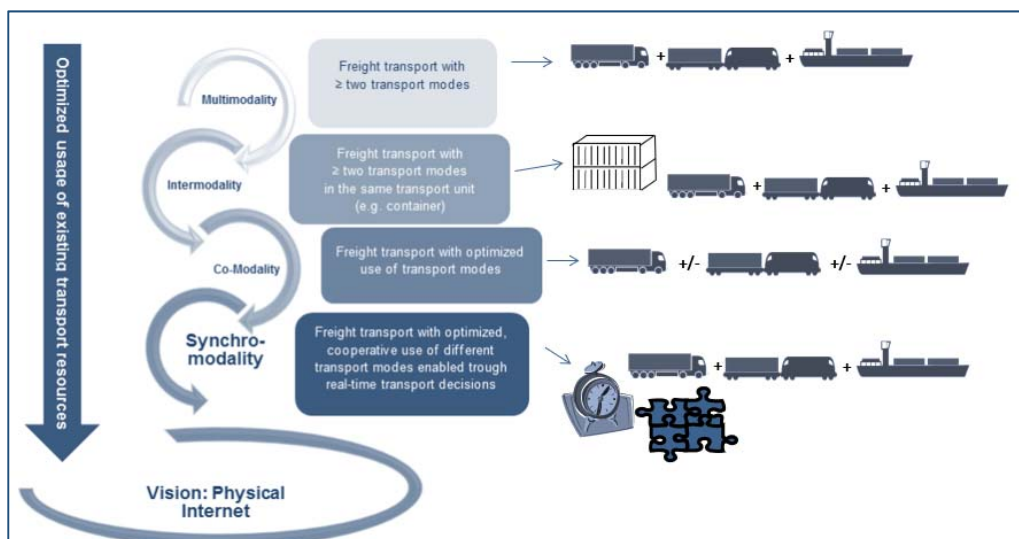 Optimized usage of existing transport resources
Multimodality
Freight transport with
≥ two transport modes
+
+
Intermodality
Freight transport with
≥ two transport modes
in the same transport unit
(e.g. container)
+
+
Co-Modality
Freight transport with optimized
use of transport modes
+/-
+/-
Synchro-
modality
Freight transport with optimized,
cooperative use of different
transport modes enabled trough
real-time transport decisions
+
+
Vision: Physical
Internet